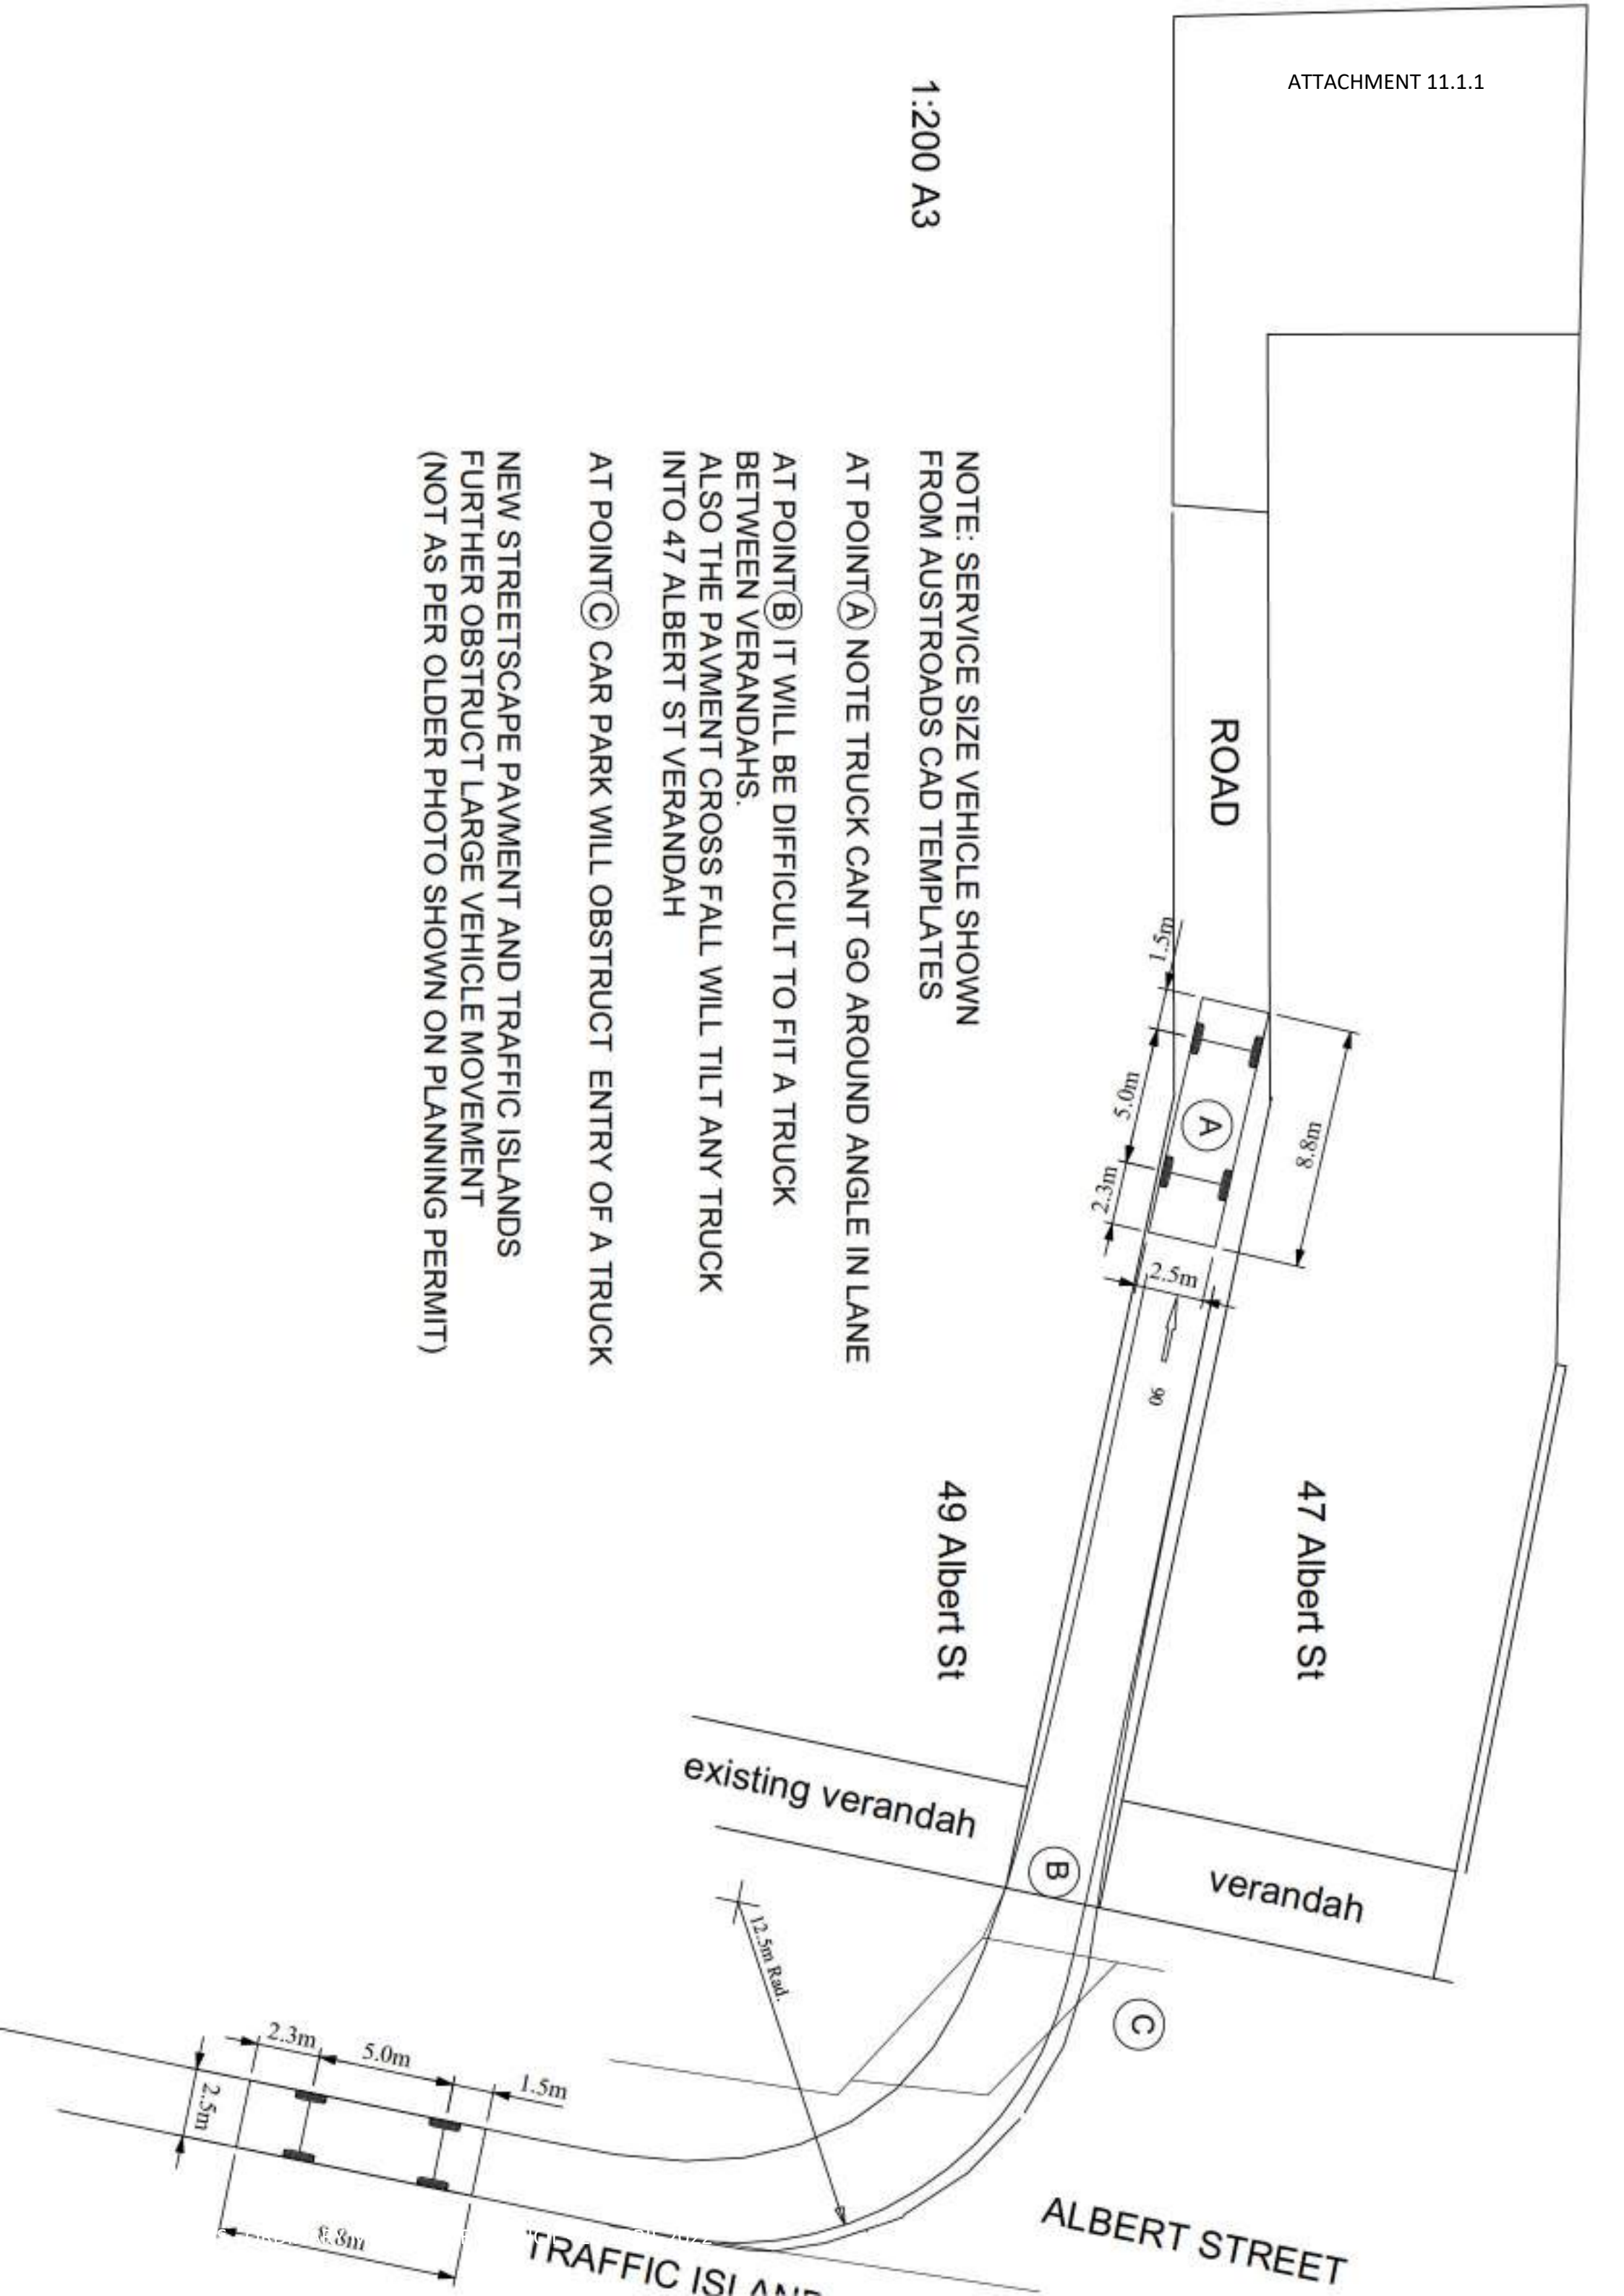 ATTACHMENT 11.1.1
1:200 A3
NOTE: SERVICE SIZE VEHICLE SHOWN
FROM AUSTROADS CAD TEMPLATES
AT POINT A NOTE TRUCK CANT GO AROUND ANGLE IN LANE
AT POINT B IT WILL BE DIFFICULT TO FIT A TRUCK
BETWEEN VERANDAHS.
ALSO THE PAVMENT CROSS FALL WILL TILT ANY TRUCK
INTO 47 ALBERT ST VERANDAH
AT POINT C CAR PARK WILL OBSTRUCT ENTRY OF A TRUCK
NEW STREETSCAPE PAVMENT AND TRAFFIC ISLANDS
FURTHER OBSTRUCT LARGE VEHICLE MOVEMENT
(NOT AS PER OLDER PHOTO SHOWN ON PLANNING PERMIT)
ROAD
1.5m
5.0m
2.3m
A
8.8m
2.5m
47 Albert St
49 Albert St
existing verandah
verandah
B
C
12.5m Rad.
2.3m
5.0m
1.5m
2.5m
8.8m
ALBERT STREET
TRAFFIC ISLAND